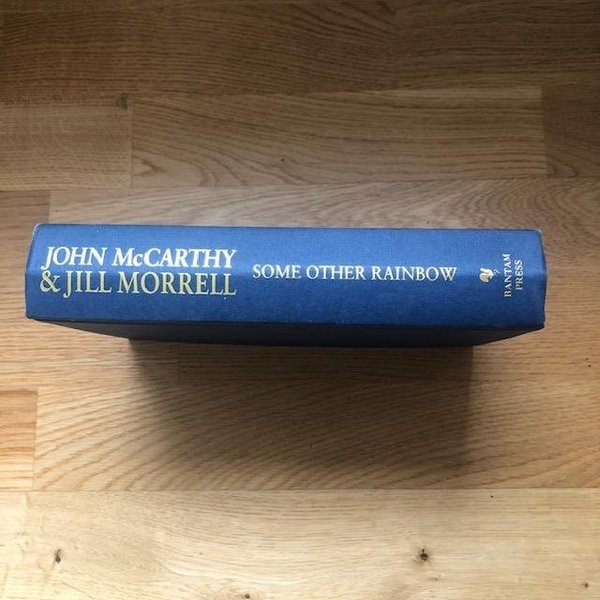 JOHN McCARTHY
& JILL MORRELL
SOME OTHER RAINBOW
BANTAM
PRESS